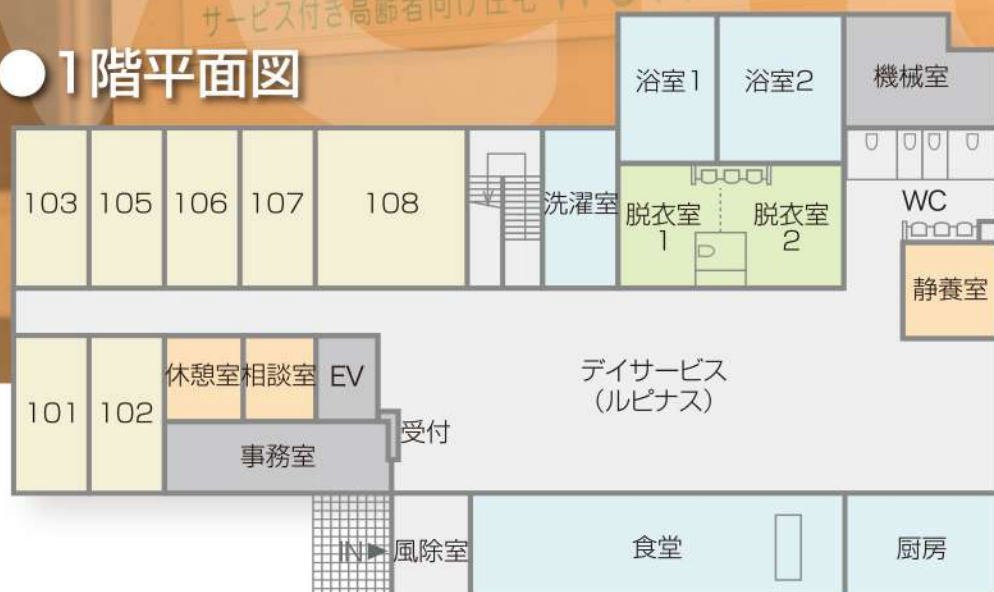 サービス付き高齢者向け住宅
●1階平面図
浴室1
浴室2
機械室
103
105
106
107
108
洗濯室
脱衣室
1
脱衣室
2
WC
静養室
101
102
休憩室
相談室
EV
デイサービス
（ルピナス）
受付
事務室
IN▶
風除室
食堂
厨房